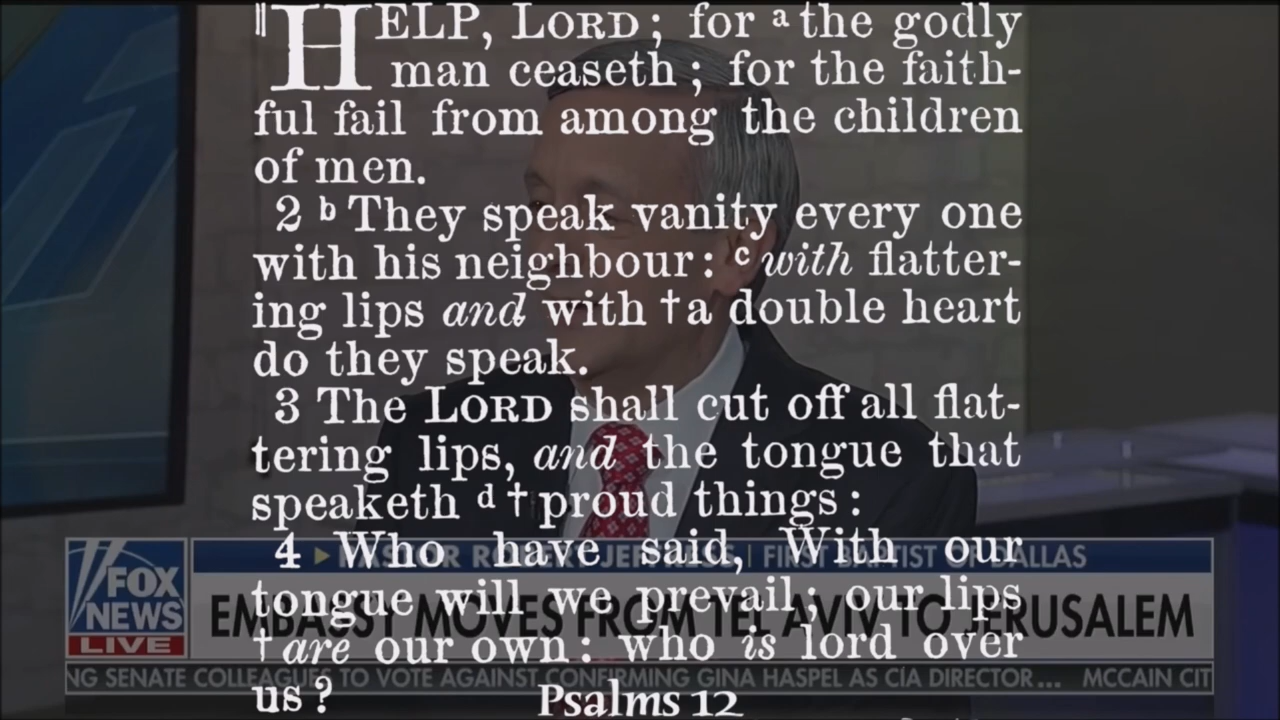 ‖HELP, LORD; for ᵃ the godly
man ceaseth; for the faith-
ful fail from among the children
of men.
2 ᵇ They speak vanity every one
with his neighbour: ᶜ with flatter-
ing lips and with † a double heart
do they speak.
3 The LORD shall cut off all flat-
tering lips, and the tongue that
speaketh ᵈ † proud things:
4 Who have said, With our
tongue will we prevail; our lips
† are our own: who is lord over
us?
Psalms 12
PASTOR ROBERT JEFFRESS | FIRST BAPTIST OF DALLAS
FOX
NEWS
LIVE
EMBASSY MOVES FROM TEL AVIV TO JERUSALEM
NG SENATE COLLEAGUES TO VOTE AGAINST CONFIRMING GINA HASPEL AS CIA DIRECTOR... MCCAIN CIT